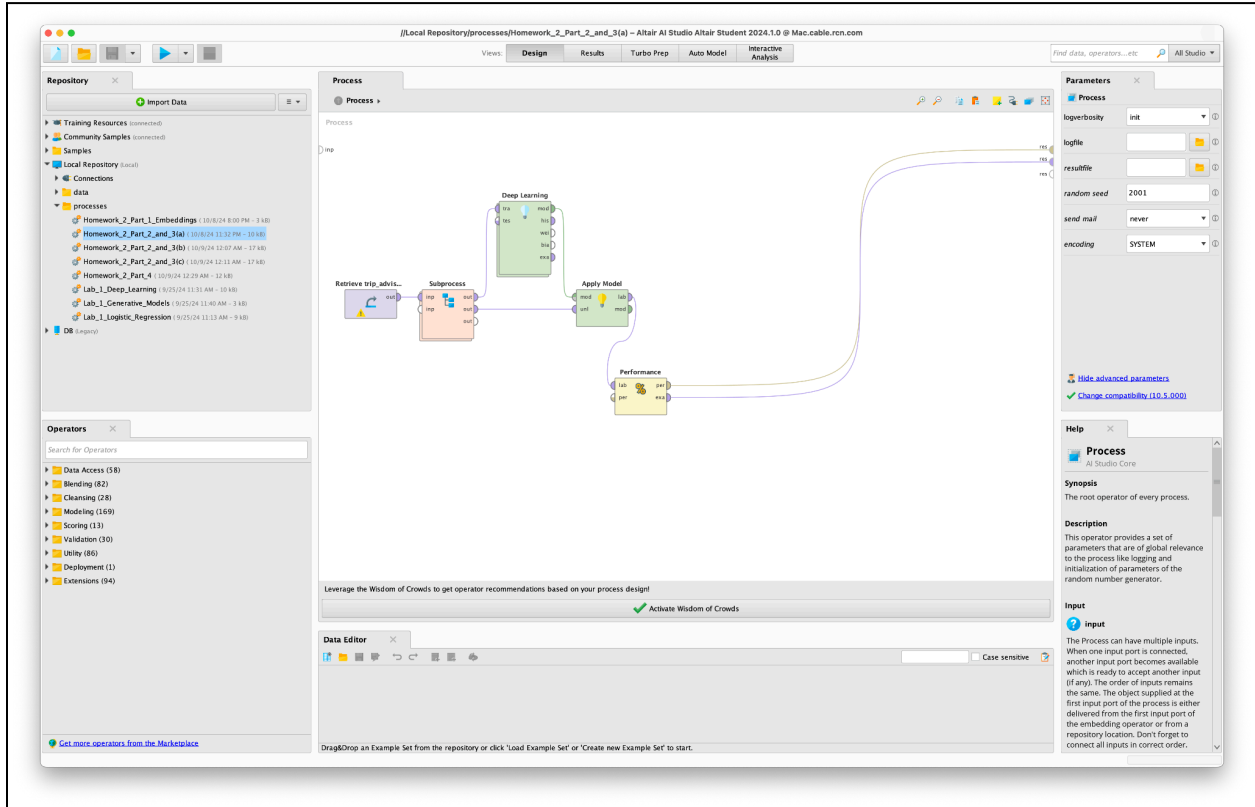 //Local Repository/processes/Homework_2_Part_2_and_3(a) – Altair AI Studio Altair Student 2024.1.0 @ Mac.cable.rcn.com
Views: Design Results Turbo Prep Auto Model Interactive Analysis
Find data, operators...etc All Studio
Repository
Import Data
Training Resources (connected)
Community Samples (connected)
Samples
Local Repository (Local)
Connections
data
processes
Homework_2_Part_1_Embeddings (10/8/24 8:00 PM – 3 kB)
Homework_2_Part_2_and_3(a) (10/8/24 11:32 PM – 10 kB)
Homework_2_Part_2_and_3(b) (10/9/24 12:07 AM – 17 kB)
Homework_2_Part_2_and_3(c) (10/9/24 12:11 AM – 17 kB)
Homework_2_Part_4 (10/9/24 12:29 AM – 12 kB)
Lab_1_Deep_Learning (9/25/24 11:31 AM – 10 kB)
Lab_1_Generative_Models (9/25/24 11:40 AM – 3 kB)
Lab_1_Logistic_Regression (9/25/24 11:13 AM – 9 kB)
DB (Legacy)
Operators
Search for Operators
Data Access (58)
Blending (82)
Cleansing (28)
Modeling (169)
Scoring (13)
Validation (30)
Utility (86)
Deployment (1)
Extensions (94)
Get more operators from the Marketplace
Process
Process
Process
inp
res
res
res
Deep Learning
tra mod
tes his
wei
bia
exa
Retrieve trip_advis...
out
Subprocess
inp out
inp out
out
Apply Model
mod lab
unl mod
Performance
lab per
per exa
Leverage the Wisdom of Crowds to get operator recommendations based on your process design!
Activate Wisdom of Crowds
Data Editor
Case sensitive
Drag&Drop an Example Set from the repository or click 'Load Example Set' or 'Create new Example Set' to start.
Parameters
Process
logverbosity init
logfile
resultfile
random seed 2001
send mail never
encoding SYSTEM
Hide advanced parameters
Change compatibility (10.5.000)
Help
Process
AI Studio Core
Synopsis
The root operator of every process.
Description
This operator provides a set of
parameters that are of global relevance
to the process like logging and
initialization of parameters of the
random number generator.
Input
input
The Process can have multiple inputs.
When one input port is connected,
another input port becomes available
which is ready to accept another input
(if any). The order of inputs remains
the same. The object supplied at the
first input port of the process is either
delivered from the first input port of
the embedding operator or from a
repository location. Don't forget to
connect all inputs in correct order.